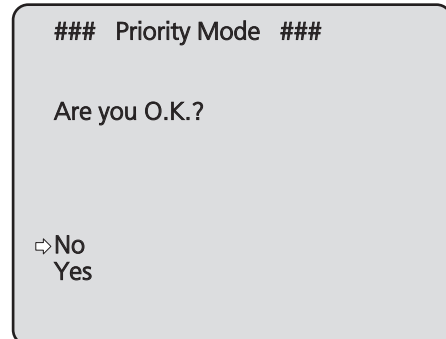 ### Priority Mode ###
Are you O.K.?
⇨No
Yes